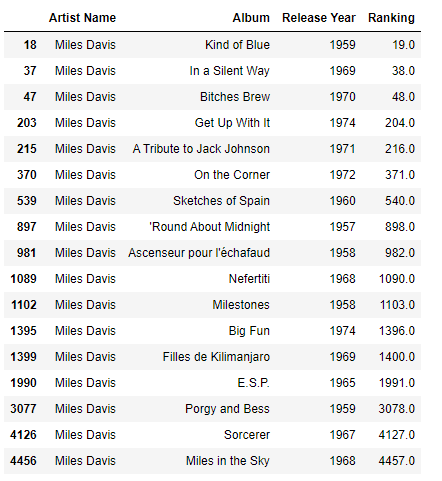 Artist Name Album Release Year Ranking
18 Miles Davis Kind of Blue 1959 19.0
37 Miles Davis In a Silent Way 1969 38.0
47 Miles Davis Bitches Brew 1970 48.0
203 Miles Davis Get Up With It 1974 204.0
215 Miles Davis A Tribute to Jack Johnson 1971 216.0
370 Miles Davis On the Corner 1972 371.0
539 Miles Davis Sketches of Spain 1960 540.0
897 Miles Davis 'Round About Midnight 1957 898.0
981 Miles Davis Ascenseur pour l'échafaud 1958 982.0
1089 Miles Davis Nefertiti 1968 1090.0
1102 Miles Davis Milestones 1958 1103.0
1395 Miles Davis Big Fun 1974 1396.0
1399 Miles Davis Filles de Kilimanjaro 1969 1400.0
1990 Miles Davis E.S.P. 1965 1991.0
3077 Miles Davis Porgy and Bess 1959 3078.0
4126 Miles Davis Sorcerer 1967 4127.0
4456 Miles Davis Miles in the Sky 1968 4457.0